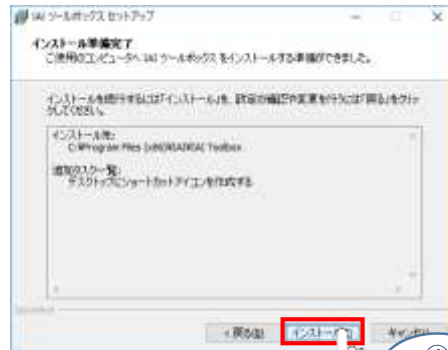 IAI ツールボックス セットアップ
インストール準備完了
ご使用のコンピュータへ IAI ツールボックス をインストールする準備ができました。
インストールを続行するには「インストール」を、設定の確認や変更を行うには「戻る」をクリックしてください。
インストール先:
C:¥Program Files (x86)¥IAI¥IAI Toolbox
追加タスク一覧:
デスクトップ上にショートカットアイコンを作成する
< 戻る(B)
インストール(I)
キャンセル